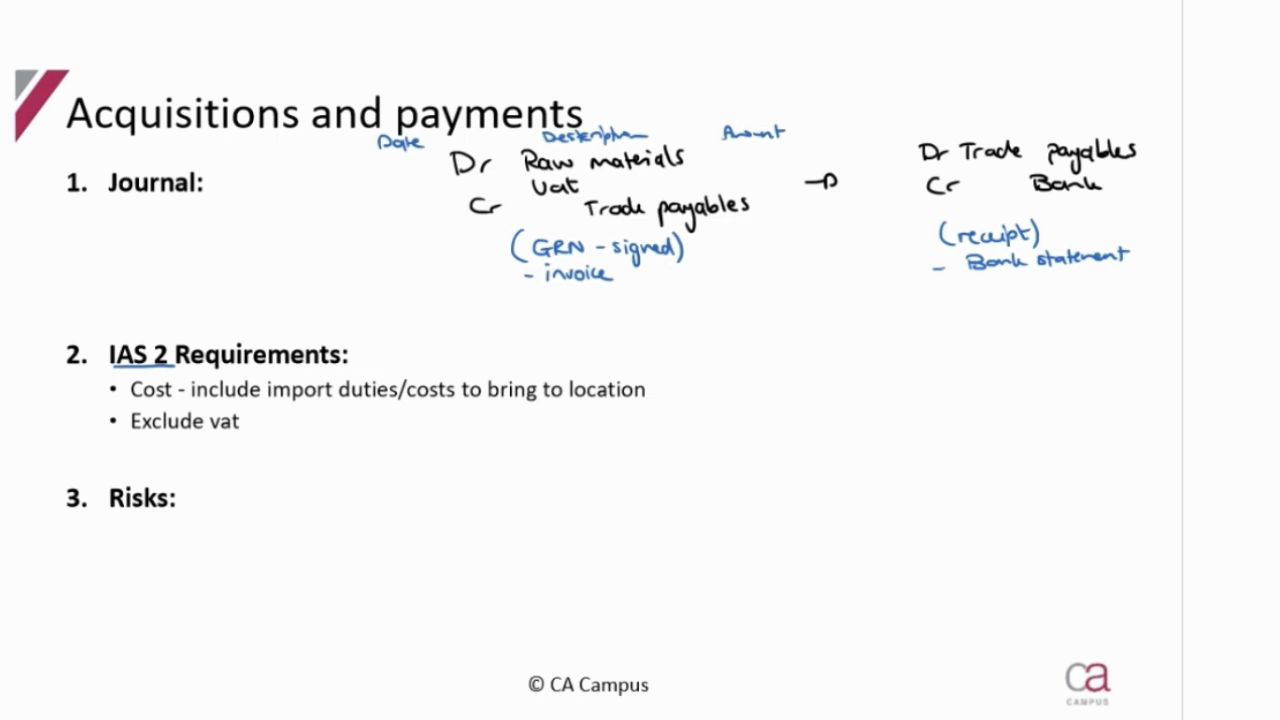 Acquisitions and payments
Date Description Amount
1. Journal:
Dr Raw materials
Vat
Cr Trade payables
(GRN - signed)
- invoice
Dr Trade payables
Cr Bank
(receipt)
- Bank statement
2. IAS 2 Requirements:
• Cost - include import duties/costs to bring to location
• Exclude vat
3. Risks:
© CA Campus
ca
CAMPUS